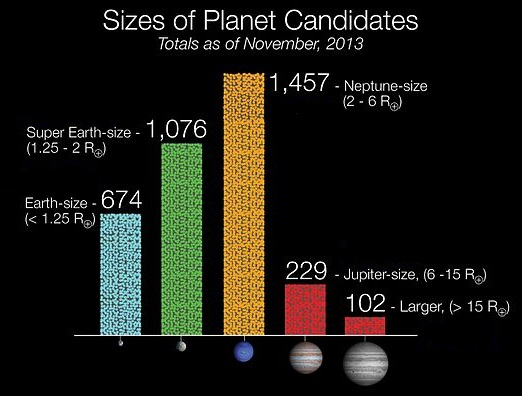 Sizes of Planet Candidates
Totals as of November, 2013
1,457 - Neptune-size
(2 - 6 R⊕)
Super Earth-size - 1,076
(1.25 - 2 R⊕)
Earth-size - 674
(< 1.25 R⊕)
229 - Jupiter-size, (6 -15 R⊕)
102 - Larger, (> 15 R⊕)